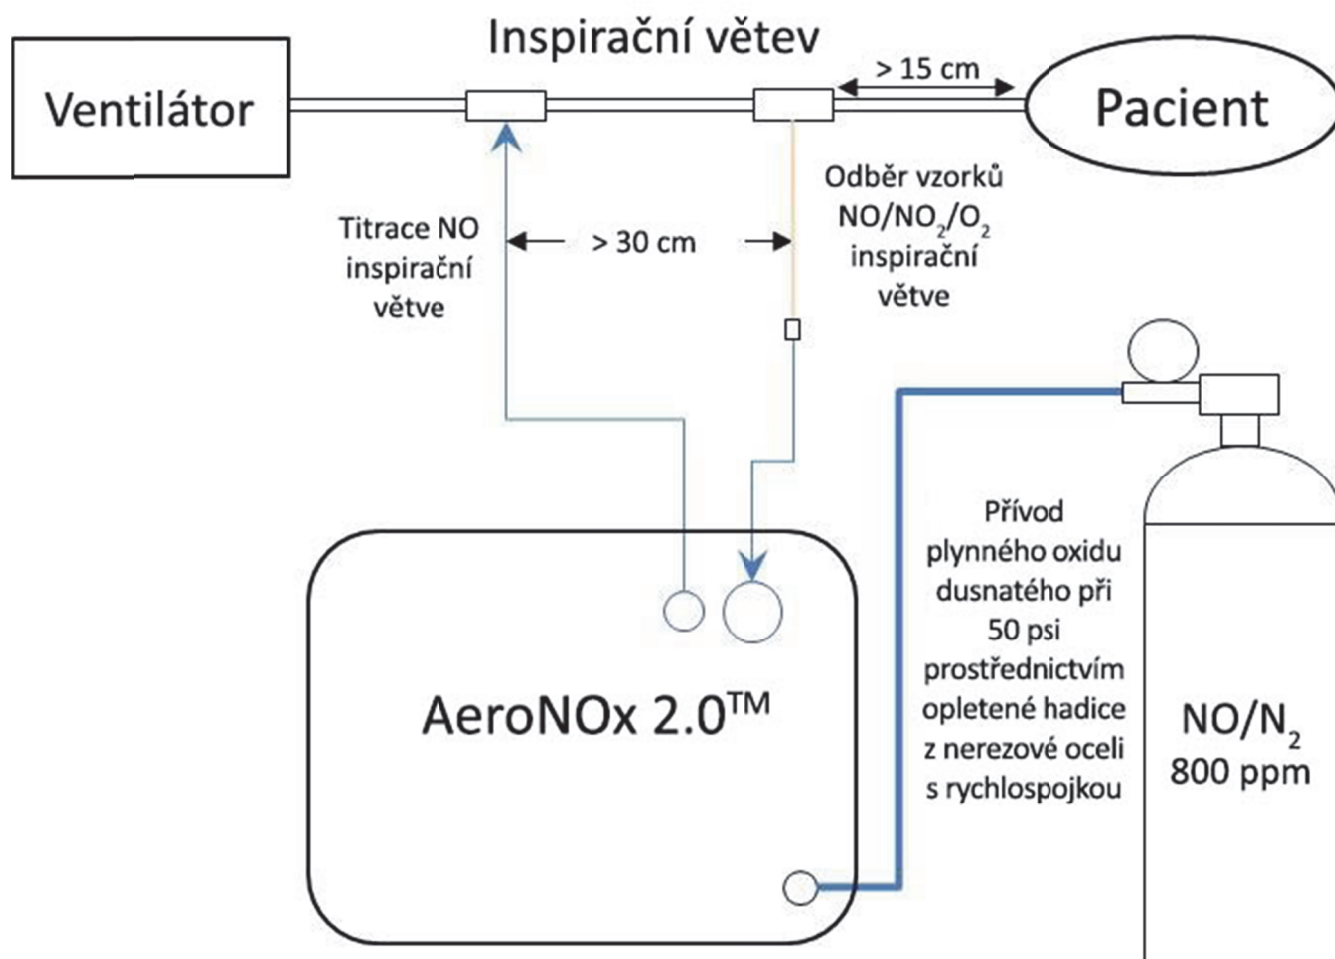 Inspirační větev
Ventilátor
> 15 cm
Pacient
Titrace NO
inspirační
větve
> 30 cm
Odběr vzorků
NO/NO₂/O₂
inspirační
větve
Přívod
plynného oxidu
dusnatého při
50 psi
prostřednictvím
opletené hadice
z nerezové oceli
s rychlospojkou
AeroNOx 2.0™
NO/N₂
800 ppm